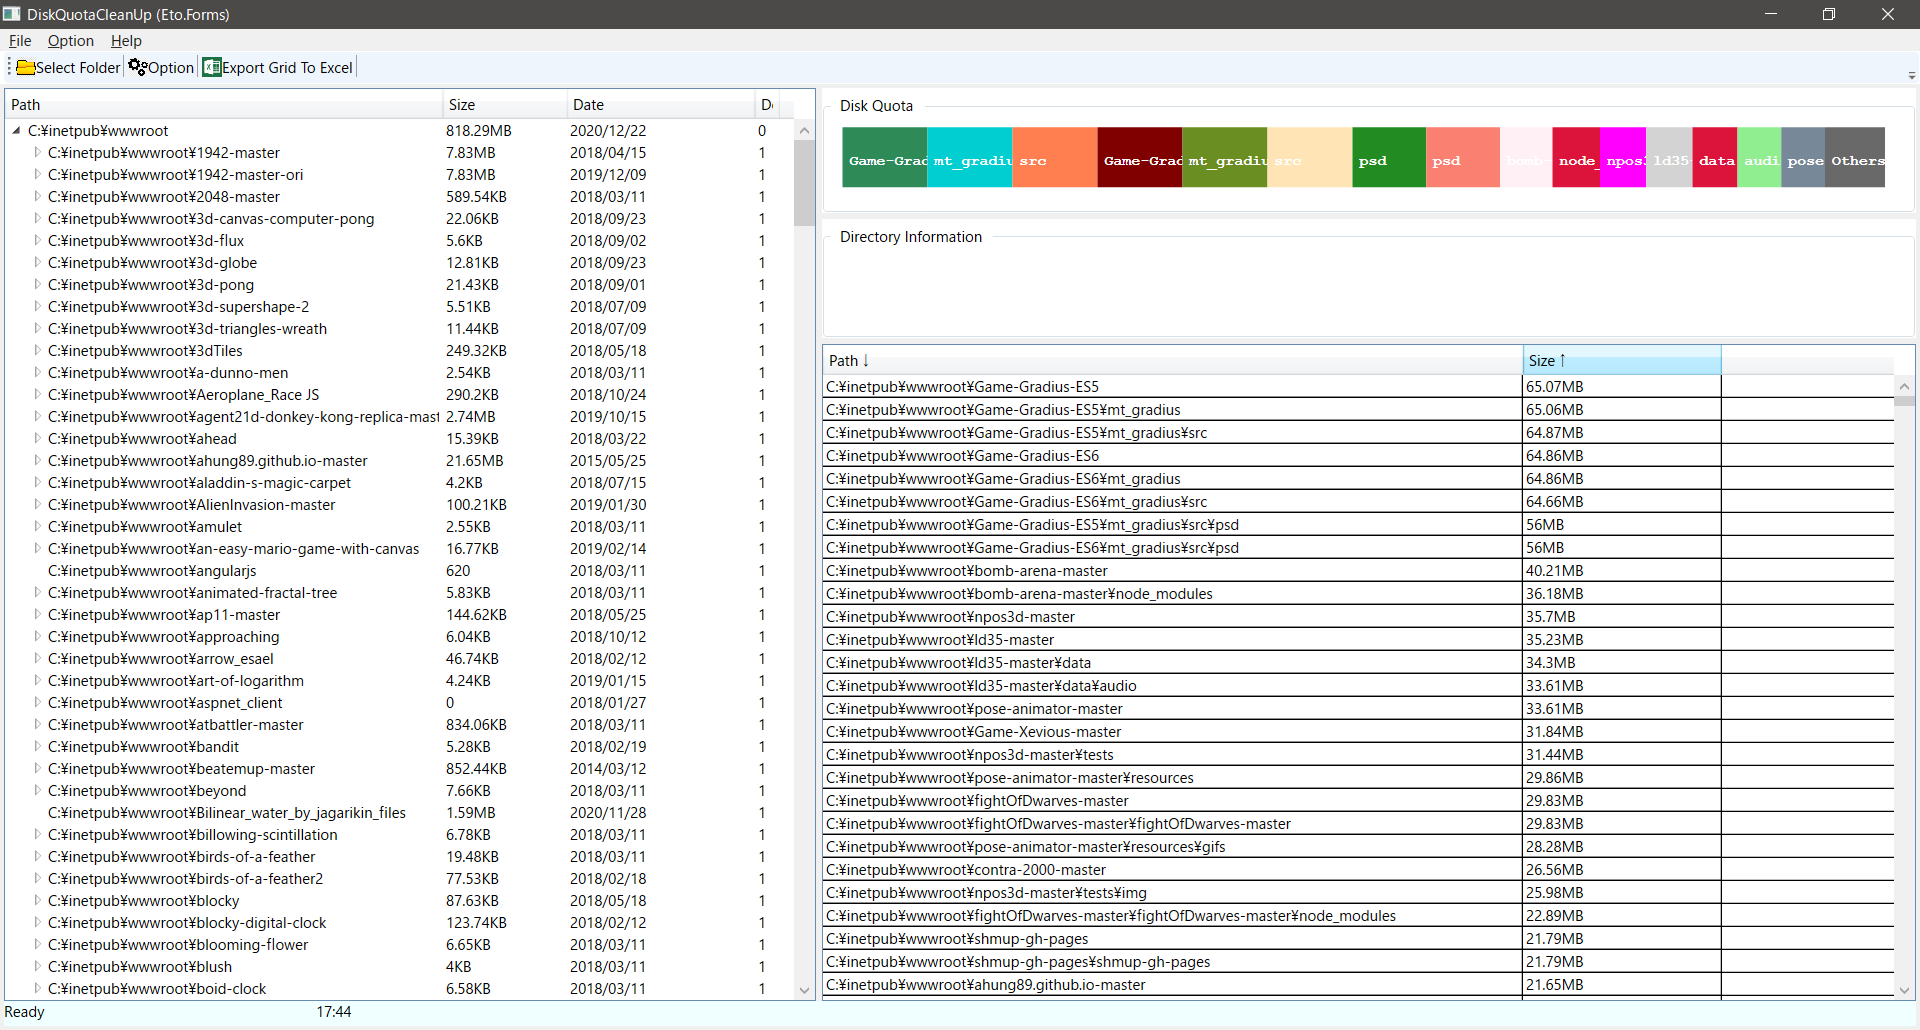 DiskQuotaCleanUp (Eto.Forms)
File Option Help
Select Folder Option Export Grid To Excel
Path Size Date De
C:¥inetpub¥wwwroot 818.29MB 2020/12/22 0
C:¥inetpub¥wwwroot¥1942-master 7.83MB 2018/04/15 1
C:¥inetpub¥wwwroot¥1942-master-ori 7.83MB 2019/12/09 1
C:¥inetpub¥wwwroot¥2048-master 589.54KB 2018/03/11 1
C:¥inetpub¥wwwroot¥3d-canvas-computer-pong 22.06KB 2018/09/23 1
C:¥inetpub¥wwwroot¥3d-flux 5.6KB 2018/09/02 1
C:¥inetpub¥wwwroot¥3d-globe 12.81KB 2018/09/23 1
C:¥inetpub¥wwwroot¥3d-pong 21.43KB 2018/09/01 1
C:¥inetpub¥wwwroot¥3d-supershape-2 5.51KB 2018/07/09 1
C:¥inetpub¥wwwroot¥3d-triangles-wreath 11.44KB 2018/07/09 1
C:¥inetpub¥wwwroot¥3dTiles 249.32KB 2018/05/18 1
C:¥inetpub¥wwwroot¥a-dunno-men 2.54KB 2018/03/11 1
C:¥inetpub¥wwwroot¥Aeroplane_Race JS 290.2KB 2018/10/24 1
C:¥inetpub¥wwwroot¥agent21d-donkey-kong-replica-mast 2.74MB 2019/10/15 1
C:¥inetpub¥wwwroot¥ahead 15.39KB 2018/03/22 1
C:¥inetpub¥wwwroot¥ahung89.github.io-master 21.65MB 2015/05/25 1
C:¥inetpub¥wwwroot¥aladdin-s-magic-carpet 4.2KB 2018/07/15 1
C:¥inetpub¥wwwroot¥AlienInvasion-master 100.21KB 2019/01/30 1
C:¥inetpub¥wwwroot¥amulet 2.55KB 2018/03/11 1
C:¥inetpub¥wwwroot¥an-easy-mario-game-with-canvas 16.77KB 2019/02/14 1
C:¥inetpub¥wwwroot¥angularjs 620 2018/03/11 1
C:¥inetpub¥wwwroot¥animated-fractal-tree 5.83KB 2018/03/11 1
C:¥inetpub¥wwwroot¥ap11-master 144.62KB 2018/05/25 1
C:¥inetpub¥wwwroot¥approaching 6.04KB 2018/10/12 1
C:¥inetpub¥wwwroot¥arrow_esael 46.74KB 2018/02/12 1
C:¥inetpub¥wwwroot¥art-of-logarithm 4.24KB 2019/01/15 1
C:¥inetpub¥wwwroot¥aspnet_client 0 2018/01/27 1
C:¥inetpub¥wwwroot¥atbattler-master 834.06KB 2018/03/11 1
C:¥inetpub¥wwwroot¥bandit 5.28KB 2018/02/19 1
C:¥inetpub¥wwwroot¥beatemup-master 852.44KB 2014/03/12 1
C:¥inetpub¥wwwroot¥beyond 7.66KB 2018/03/11 1
C:¥inetpub¥wwwroot¥Bilinear_water_by_jagarikin_files 1.59MB 2020/11/28 1
C:¥inetpub¥wwwroot¥billowing-scintillation 6.78KB 2018/03/11 1
C:¥inetpub¥wwwroot¥birds-of-a-feather 19.48KB 2018/03/11 1
C:¥inetpub¥wwwroot¥birds-of-a-feather2 77.53KB 2018/02/18 1
C:¥inetpub¥wwwroot¥blocky 87.63KB 2018/05/18 1
C:¥inetpub¥wwwroot¥blocky-digital-clock 123.74KB 2018/02/12 1
C:¥inetpub¥wwwroot¥blooming-flower 6.65KB 2018/03/11 1
C:¥inetpub¥wwwroot¥blush 4KB 2018/03/11 1
C:¥inetpub¥wwwroot¥boid-clock 6.58KB 2018/03/11 1
Disk Quota
Game-Grad mt_gradiu src Game-Grad mt_gradiu src psd psd bomb- node_ npos3 ld35- data audi pose Others
Directory Information
Path ↓ Size ↑
C:¥inetpub¥wwwroot¥Game-Gradius-ES5 65.07MB
C:¥inetpub¥wwwroot¥Game-Gradius-ES5¥mt_gradius 65.06MB
C:¥inetpub¥wwwroot¥Game-Gradius-ES5¥mt_gradius¥src 64.87MB
C:¥inetpub¥wwwroot¥Game-Gradius-ES6 64.86MB
C:¥inetpub¥wwwroot¥Game-Gradius-ES6¥mt_gradius 64.86MB
C:¥inetpub¥wwwroot¥Game-Gradius-ES6¥mt_gradius¥src 64.66MB
C:¥inetpub¥wwwroot¥Game-Gradius-ES5¥mt_gradius¥src¥psd 56MB
C:¥inetpub¥wwwroot¥Game-Gradius-ES6¥mt_gradius¥src¥psd 56MB
C:¥inetpub¥wwwroot¥bomb-arena-master 40.21MB
C:¥inetpub¥wwwroot¥bomb-arena-master¥node_modules 36.18MB
C:¥inetpub¥wwwroot¥npos3d-master 35.7MB
C:¥inetpub¥wwwroot¥ld35-master 35.23MB
C:¥inetpub¥wwwroot¥ld35-master¥data 34.3MB
C:¥inetpub¥wwwroot¥ld35-master¥data¥audio 33.61MB
C:¥inetpub¥wwwroot¥pose-animator-master 33.61MB
C:¥inetpub¥wwwroot¥Game-Xevious-master 31.84MB
C:¥inetpub¥wwwroot¥npos3d-master¥tests 31.44MB
C:¥inetpub¥wwwroot¥pose-animator-master¥resources 29.86MB
C:¥inetpub¥wwwroot¥fightOfDwarves-master 29.83MB
C:¥inetpub¥wwwroot¥fightOfDwarves-master¥fightOfDwarves-master 29.83MB
C:¥inetpub¥wwwroot¥pose-animator-master¥resources¥gifs 28.28MB
C:¥inetpub¥wwwroot¥contra-2000-master 26.56MB
C:¥inetpub¥wwwroot¥npos3d-master¥tests¥img 25.98MB
C:¥inetpub¥wwwroot¥fightOfDwarves-master¥fightOfDwarves-master¥node_modules 22.89MB
C:¥inetpub¥wwwroot¥shmup-gh-pages 21.79MB
C:¥inetpub¥wwwroot¥shmup-gh-pages¥shmup-gh-pages 21.79MB
C:¥inetpub¥wwwroot¥ahung89.github.io-master 21.65MB
Ready 17:44